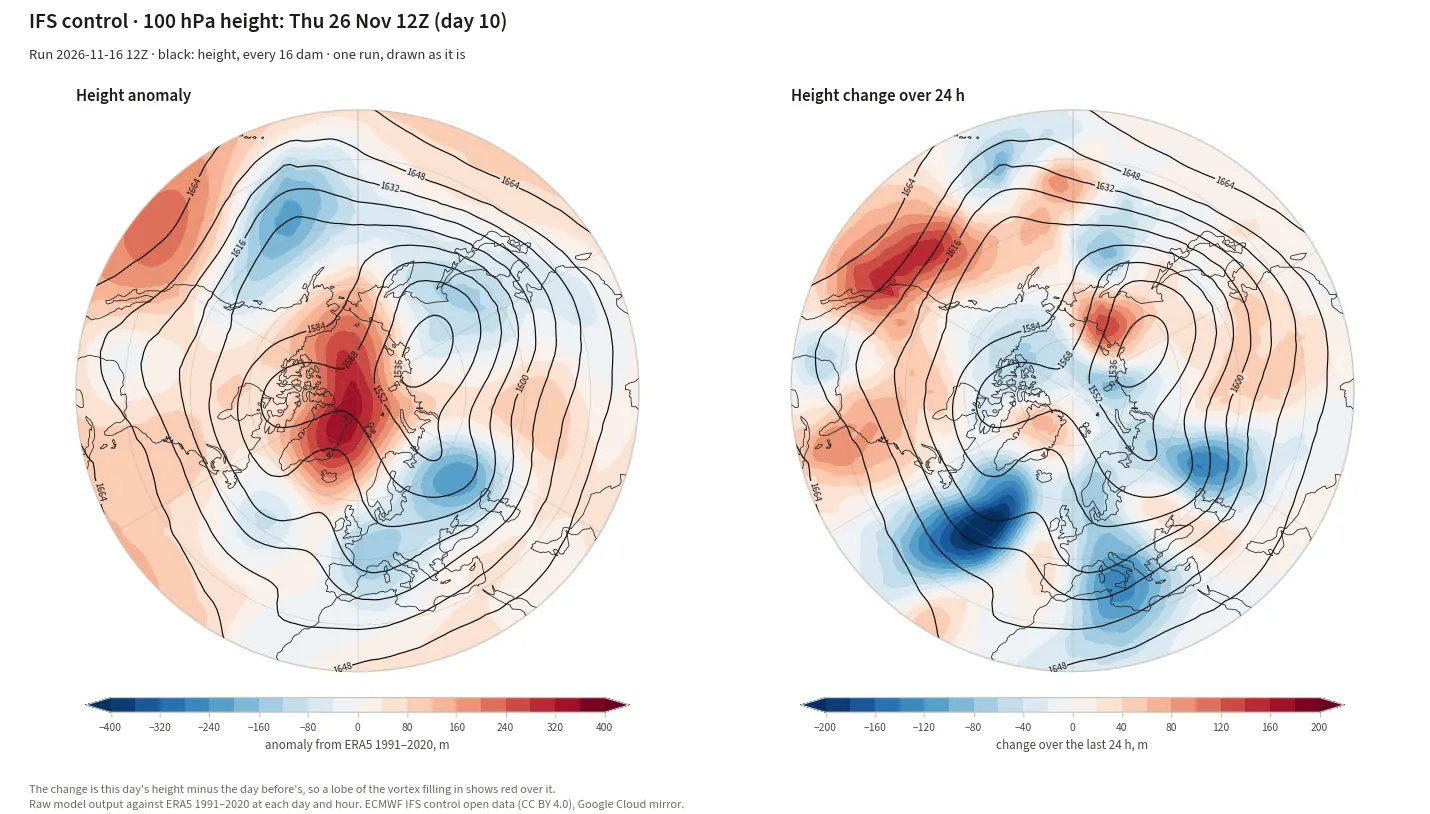 IFS control · 100 hPa height: Thu 26 Nov 12Z (day 10)
Run 2026-11-16 12Z · black: height, every 16 dam · one run, drawn as it is
Height anomaly
Height change over 24 h
1664
1648
1632
1664
1616
1584
1568
1536
1552
1600
1664
1648
1664
1648
1632
1664
1616
1584
1568
1536
1552
1600
1664
1648
−400 −320 −240 −160 −80 0 80 160 240 320 400
anomaly from ERA5 1991–2020, m
−200 −160 −120 −80 −40 0 40 80 120 160 200
change over the last 24 h, m
The change is this day's height minus the day before's, so a lobe of the vortex filling in shows red over it.
Raw model output against ERA5 1991–2020 at each day and hour. ECMWF IFS control open data (CC BY 4.0), Google Cloud mirror.